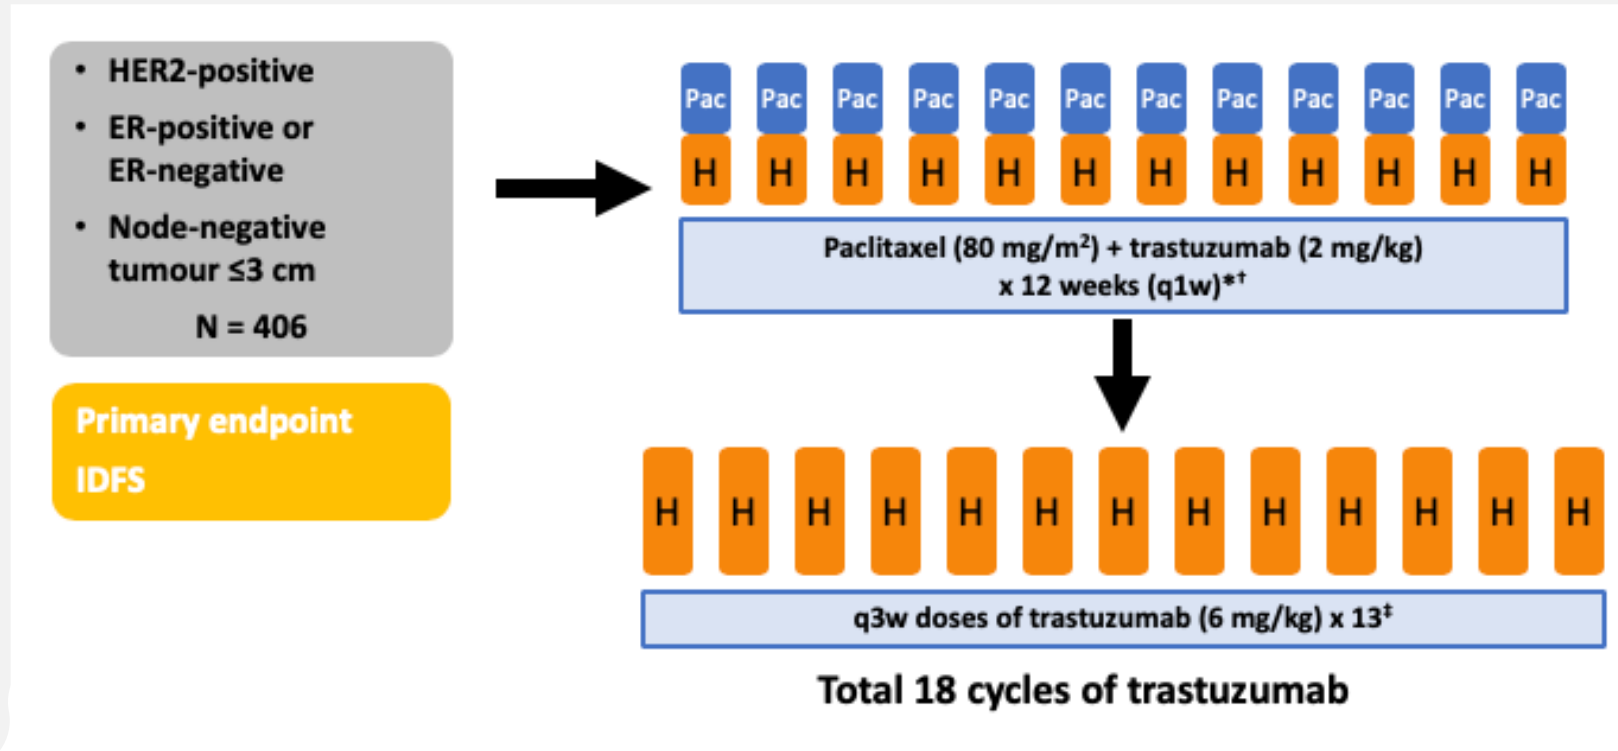 • HER2-positive
• ER-positive or
ER-negative
• Node-negative
tumour ≤3 cm
N = 406
Primary endpoint
IDFS
Pac Pac Pac Pac Pac Pac Pac Pac Pac Pac Pac Pac
H H H H H H H H H H H H
Paclitaxel (80 mg/m²) + trastuzumab (2 mg/kg)
x 12 weeks (q1w)*†
H H H H H H H H H H H H H
q3w doses of trastuzumab (6 mg/kg) x 13‡
Total 18 cycles of trastuzumab